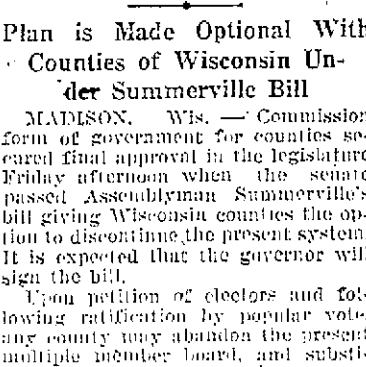 Plan is Made Optional With
Counties of Wisconsin Un-
der Summerville Bill
MADISON, Wis. — Commission
form of government for counties se-
cured final approval in the legislature
Friday afternoon when the senate
passed Assemblyman Summerville's
bill giving Wisconsin counties the op-
tion to discontinue the present system.
It is expected that the governor will
sign the bill.
Upon petition of electors and fol-
lowing ratification by popular vote,
any county may abandon the present
multiple member board, and substi-